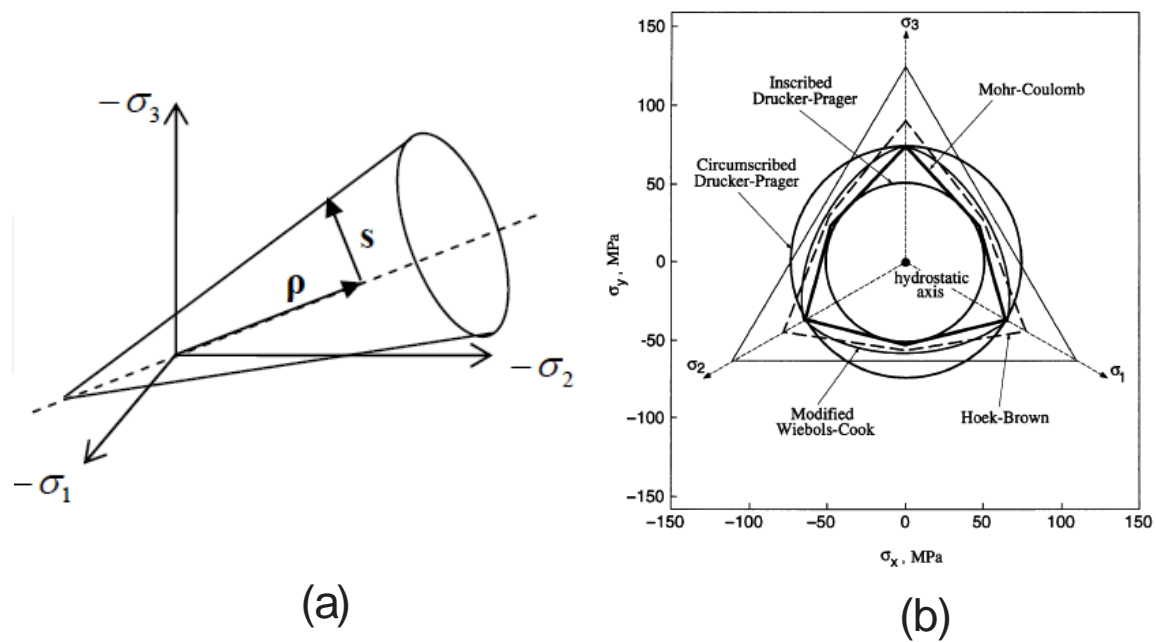 −σ3
ρ
s
−σ2
−σ1
(a)
σ3
Inscribed
Drucker-Prager
Mohr-Coulomb
Circumscribed
Drucker-Prager
hydrostatic
axis
σ2
σ1
Modified
Wiebols-Cook
Hoek-Brown
150
100
50
0
−50
−100
−150
σy, MPa
−150
−100
−50
0
50
100
150
σx, MPa
(b)